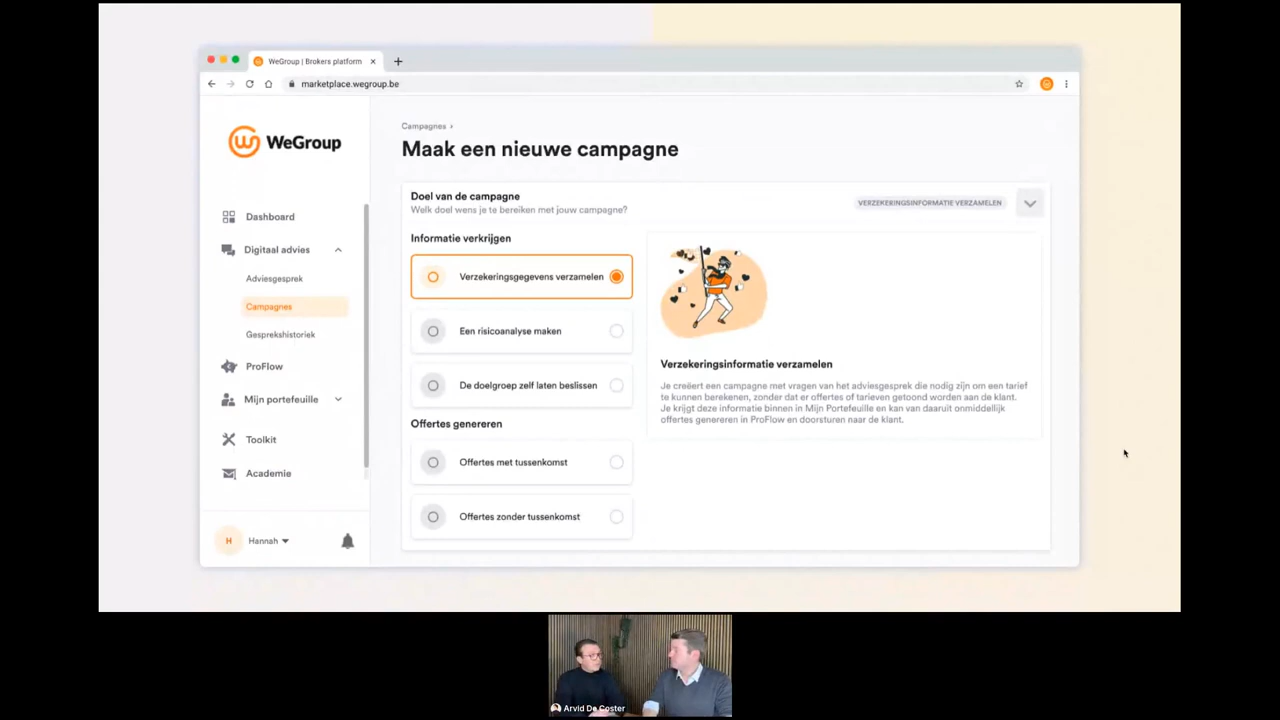 WeGroup | Brokers platform
marketplace.wegroup.be
WeGroup
Dashboard
Digitaal advies
Adviesgesprek
Campagnes
Gesprekshistoriek
ProFlow
Mijn portefeuille
Toolkit
Academie
H
Hannah
Campagnes ›
Maak een nieuwe campagne
Doel van de campagne
Welk doel wens je te bereiken met jouw campagne?
VERZEKERINGSINFORMATIE VERZAMELEN
Informatie verkrijgen
Verzekeringsgegevens verzamelen
Een risicoanalyse maken
De doelgroep zelf laten beslissen
Offertes genereren
Offertes met tussenkomst
Offertes zonder tussenkomst
Verzekeringsinformatie verzamelen
Je creëert een campagne met vragen van het adviesgesprek die nodig zijn om een tarief
te kunnen berekenen, zonder dat er offertes of tarieven getoond worden aan de klant.
Je krijgt deze informatie binnen in Mijn Portefeuille en kan van daaruit onmiddellijk
offertes genereren in ProFlow en doorsturen naar de klant.
Arvid De Coster